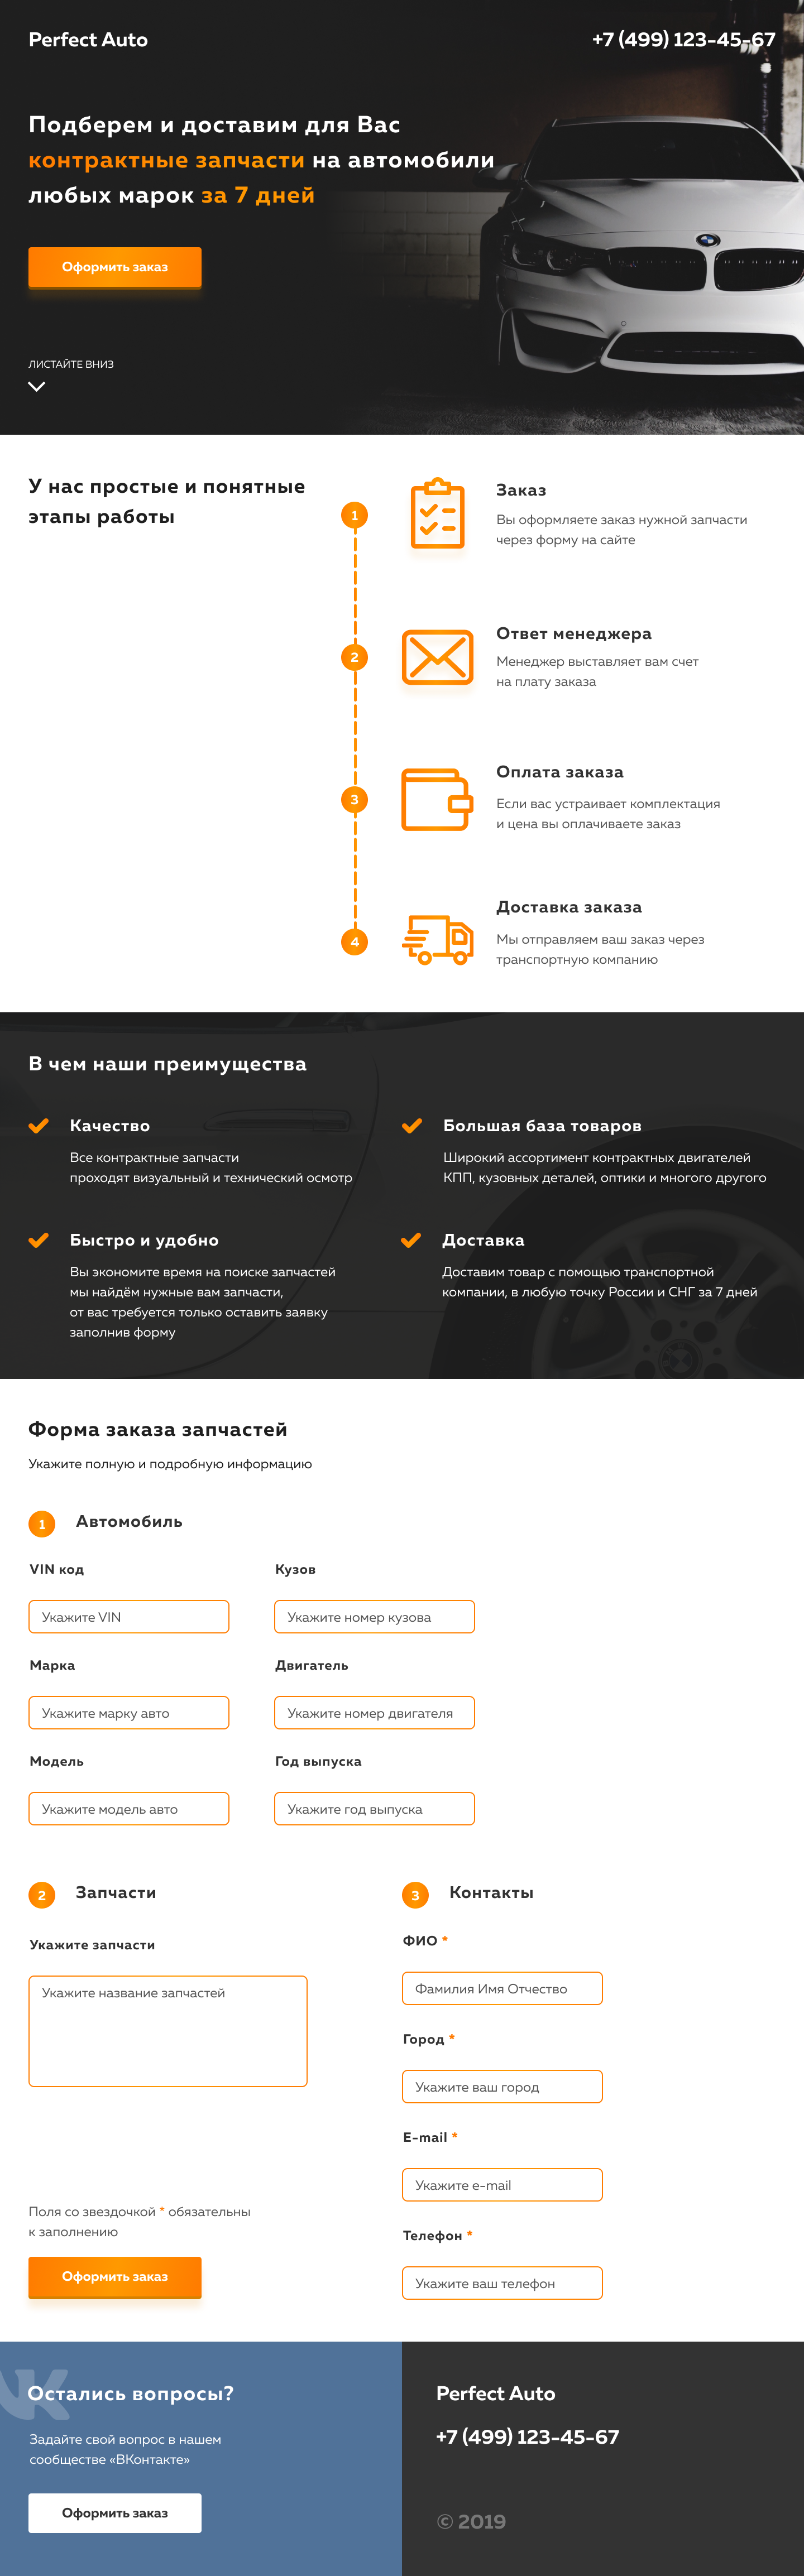 Perfect Auto
+7 (499) 123-45-67
Подберем и доставим для Вас
контрактные запчасти на автомобили
любых марок за 7 дней
Оформить заказ
ЛИСТАЙТЕ ВНИЗ
У нас простые и понятные
этапы работы
1
Заказ
Вы оформляете заказ нужной запчасти
через форму на сайте
2
Ответ менеджера
Менеджер выставляет вам счет
на плату заказа
3
Оплата заказа
Если вас устраивает комплектация
и цена вы оплачиваете заказ
4
Доставка заказа
Мы отправляем ваш заказ через
транспортную компанию
В чем наши преимущества
Качество
Все контрактные запчасти
проходят визуальный и технический осмотр
Большая база товаров
Широкий ассортимент контрактных двигателей
КПП, кузовных деталей, оптики и многого другого
Быстро и удобно
Вы экономите время на поиске запчастей
мы найдём нужные вам запчасти,
от вас требуется только оставить заявку
заполнив форму
Доставка
Доставим товар с помощью транспортной
компании, в любую точку России и СНГ за 7 дней
Форма заказа запчастей
Укажите полную и подробную информацию
1 Автомобиль
VIN код
Укажите VIN
Кузов
Укажите номер кузова
Марка
Укажите марку авто
Двигатель
Укажите номер двигателя
Модель
Укажите модель авто
Год выпуска
Укажите год выпуска
2 Запчасти
Укажите запчасти
Укажите название запчастей
3 Контакты
ФИО *
Фамилия Имя Отчество
Город *
Укажите ваш город
E-mail *
Укажите e-mail
Телефон *
Укажите ваш телефон
Поля со звездочкой * обязательны
к заполнению
Оформить заказ
Остались вопросы?
Задайте свой вопрос в нашем
сообществе «ВКонтакте»
Оформить заказ
Perfect Auto
+7 (499) 123-45-67
© 2019